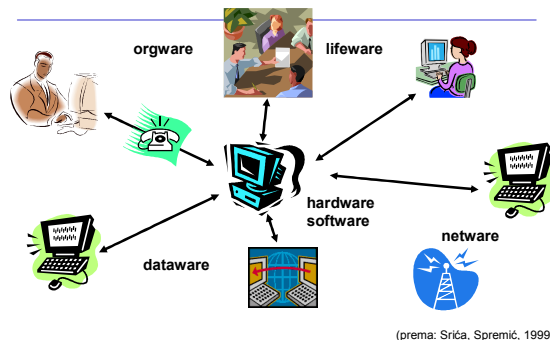 orgware
lifeware
hardware
software
netware
dataware
(prema: Srića, Spremić, 1999